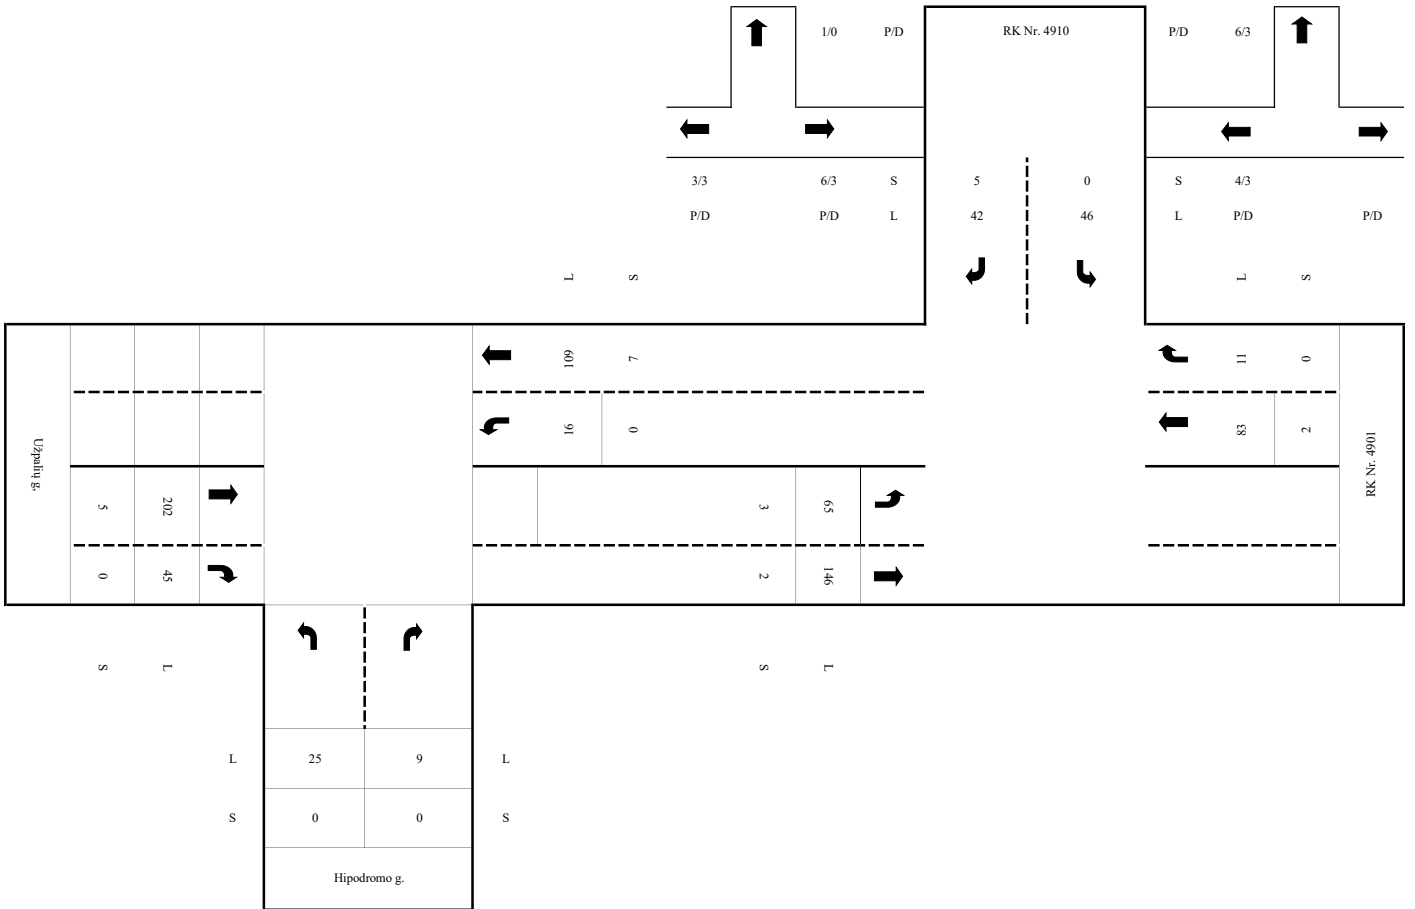 1/0 P/D RK Nr. 4910 P/D 6/3
3/3 6/3 S 5 0 S 4/3
P/D P/D L 42 46 L P/D P/D
L S L S
109 7 11 0
16 0 83 2
Užpalių g. RK Nr. 4901
5 202 3 65
0 45 2 146
S L S L
L 25 9 L
S 0 0 S
Hipodromo g.